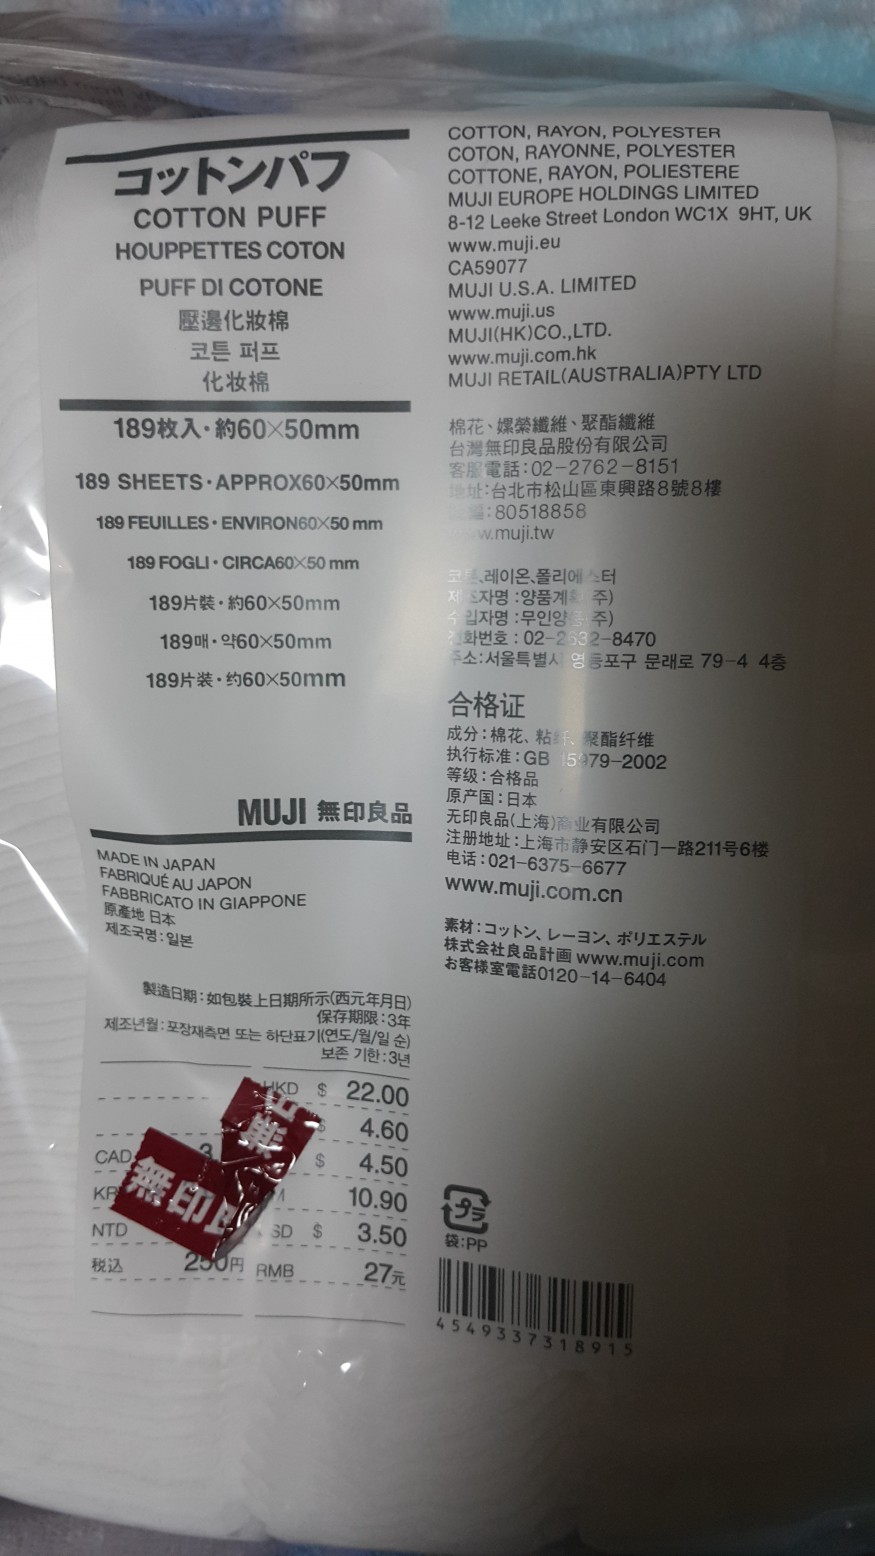 コットンパフ
COTTON PUFF
HOUPPETTES COTON
PUFF DI COTONE
壓邊化妝棉
코튼 퍼프
化妆棉
189枚入・約60×50mm
189 SHEETS・APPROX60×50mm
189 FEUILLES・ENVIRON60×50 mm
189 FOGLI・CIRCA60×50 mm
189片裝・約60×50mm
189매・약60×50mm
189片装・约60×50mm
MUJI 無印良品
MADE IN JAPAN
FABRIQUÉ AU JAPON
FABBRICATO IN GIAPPONE
原產地 日本
제조국명:일본
製造日期:如包裝上日期所示(西元年月日)
保存期限:3年
제조년월:포장재측면 또는 하단표기(연도/월/일 순)
보존 기한:3년
HKD $ 22.00
$ 4.60
CAD 3 $ 4.50
10.90
NTD SD $ 3.50
税込 250円 RMB 27元
無印
無
COTTON, RAYON, POLYESTER
COTON, RAYONNE, POLYESTER
COTTONE, RAYON, POLIESTERE
MUJI EUROPE HOLDINGS LIMITED
8-12 Leeke Street London WC1X 9HT, UK
www.muji.eu
CA59077
MUJI U.S.A. LIMITED
www.muji.us
MUJI(HK)CO.,LTD.
www.muji.com.hk
MUJI RETAIL(AUSTRALIA)PTY LTD
棉花、嫘縈纖維、聚酯纖維
台灣無印良品股份有限公司
客服電話:02-2762-8151
地址:台北市松山區東興路8號8樓
:80518858
w.muji.tw
코튼,레이온,폴리에스터
제조자명:양품계획(주)
수입자명:무인양품(주)
전화번호:02-2632-8470
주소:서울특별시 영등포구 문래로 79-4 4층
合格证
成分:棉花、粘纤、聚酯纤维
执行标准:GB 15979-2002
等级:合格品
原产国:日本
无印良品(上海)商业有限公司
注册地址:上海市静安区石门一路211号6楼
电话:021-6375-6677
www.muji.com.cn
素材:コットン、レーヨン、ポリエステル
株式会社良品計画 www.muji.com
お客様室電話0120-14-6404
プラ
袋:PP
4549337318915